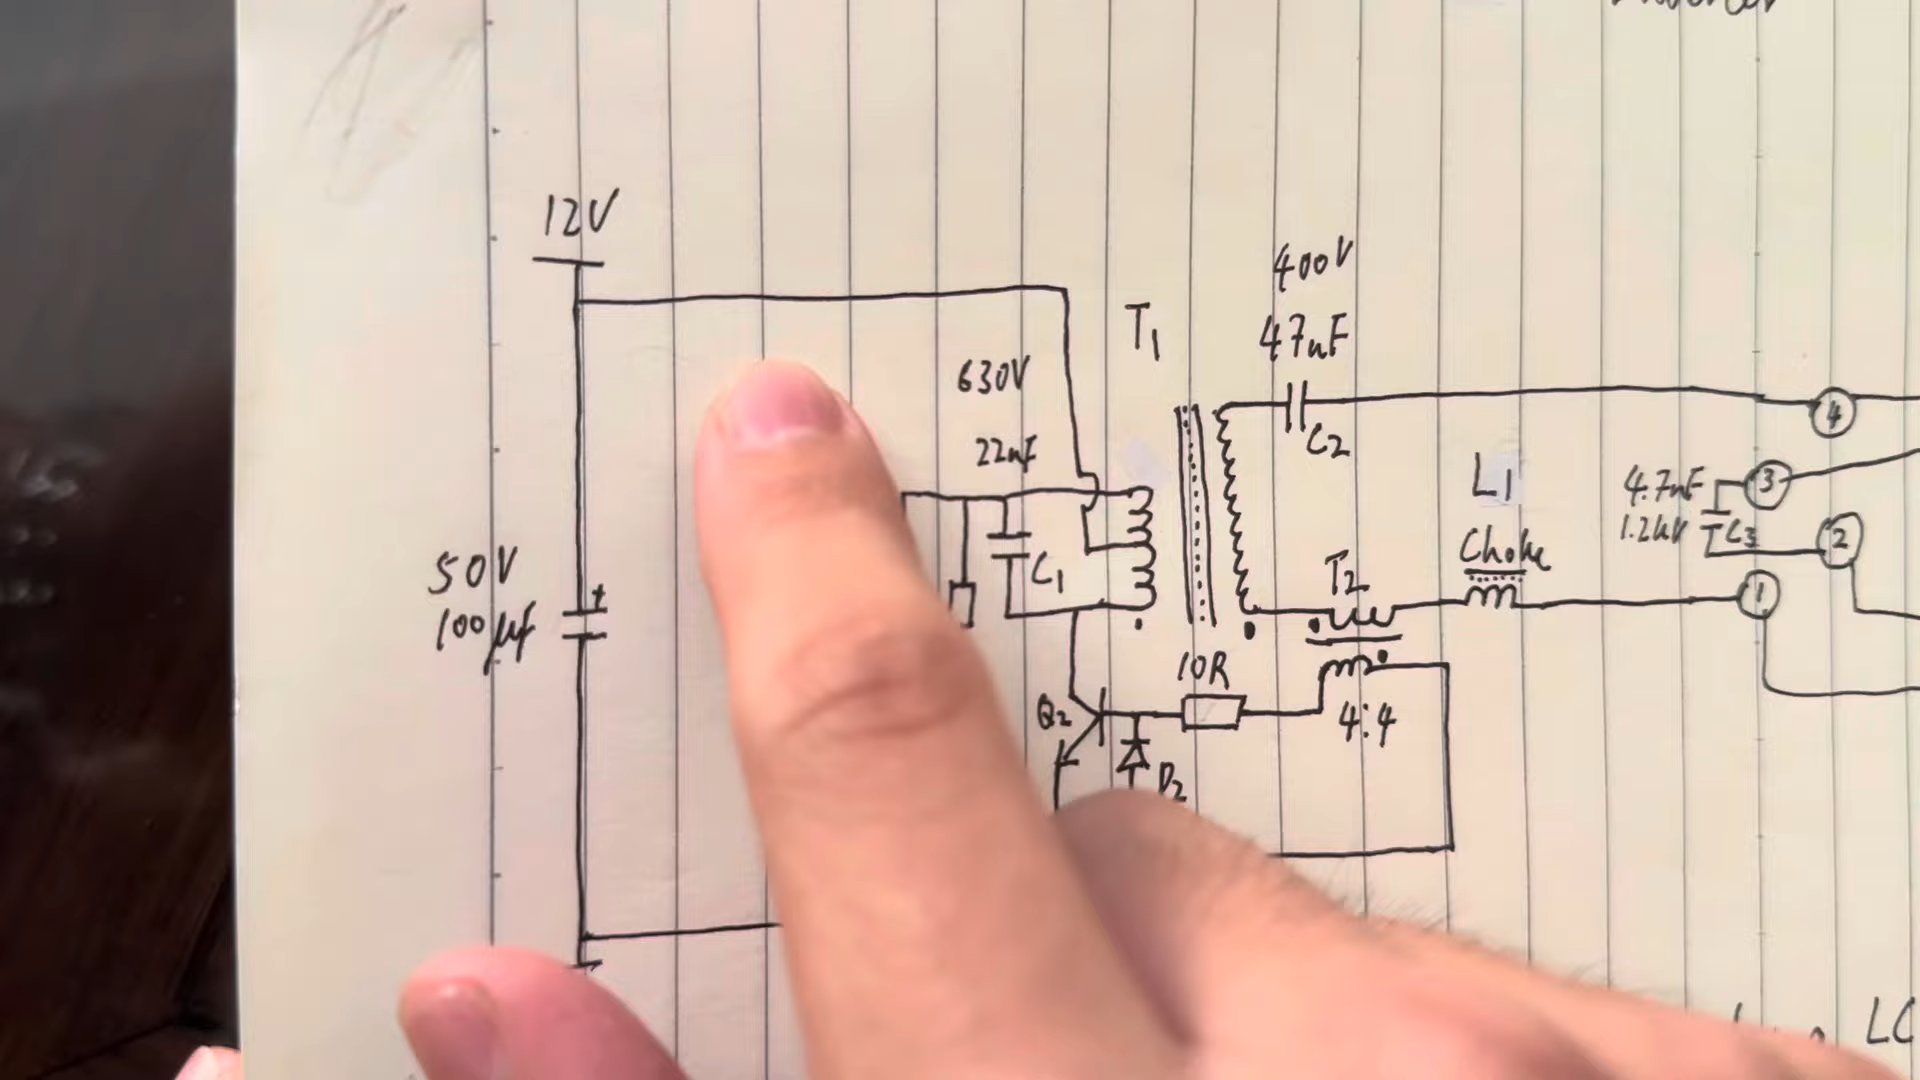 12V
400V
47nF
C2
T1
630V
22nF
C1
50V
100µF
+
L1
Choke
T2
4:4
10R
Q2
D2
4.7nF
1.2kV
C3
4
3
2
1
LC